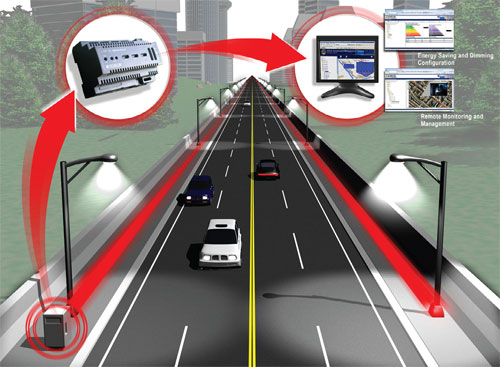 Energy Saving and Dimming
Configuration
Remote Monitoring and
Management